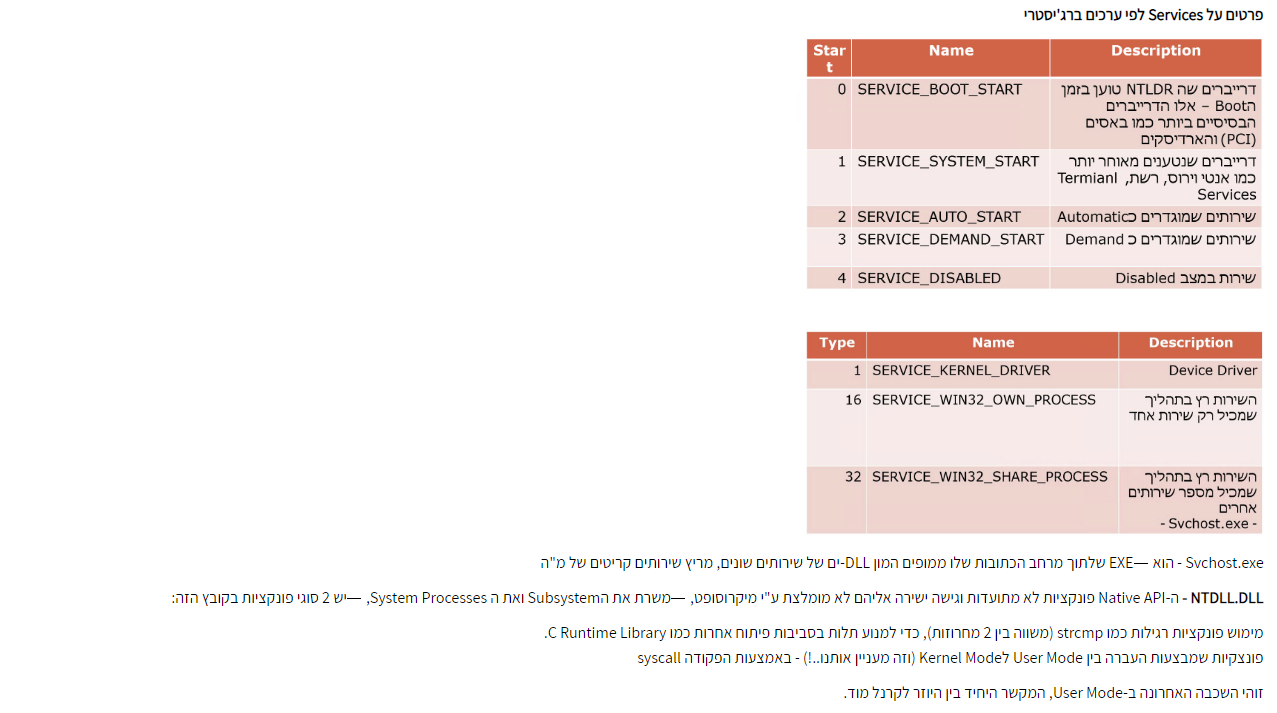 פרטים על Services לפי ערכים ברג'יסטרי
Star
t
Name
Description
0
SERVICE_BOOT_START
דרייברים שה NTLDR טוען בזמן
הBoot – אלו הדרייברים
הבסיסיים ביותר כמו באסים
(PCI) והארדיסקים
1
SERVICE_SYSTEM_START
דרייברים שנטענים מאוחר יותר
כמו אנטי וירוס, רשת, Termianl
Services
2
SERVICE_AUTO_START
שירותים שמוגדרים כAutomatic
3
SERVICE_DEMAND_START
שירותים שמוגדרים כ Demand
4
SERVICE_DISABLED
שירות במצב Disabled
Type
Name
Description
1
SERVICE_KERNEL_DRIVER
Device Driver
16
SERVICE_WIN32_OWN_PROCESS
השירות רץ בתהליך
שמכיל רק שירות אחד
32
SERVICE_WIN32_SHARE_PROCESS
השירות רץ בתהליך
שמכיל מספר שירותים
אחרים
- Svchost.exe -
Svchost.exe - הוא —EXE שלתוך מרחב הכתובות שלו ממופים המון DLL-ים של שירותים שונים, מריץ שירותים קריטים של מ"ה
NTDLL.DLL - ה-Native API פונקציות לא מתועדות וגישה ישירה אליהם לא מומלצת ע"י מיקרוסופט, —משרת את הSubsystem ואת ה System Processes, —יש 2 סוגי פונקציות בקובץ הזה:
מימוש פונקציות רגילות כמו strcmp (משווה בין 2 מחרוזות), כדי למנוע תלות בסביבות פיתוח אחרות כמו C Runtime Library.
פונצקיות שמבצעות העברה בין User Mode לKernel Mode (וזה מעניין אותנו..!) - באמצעות הפקודה syscall
זוהי השכבה האחרונה ב-User Mode, המקשר היחיד בין היוזר לקרנל מוד.